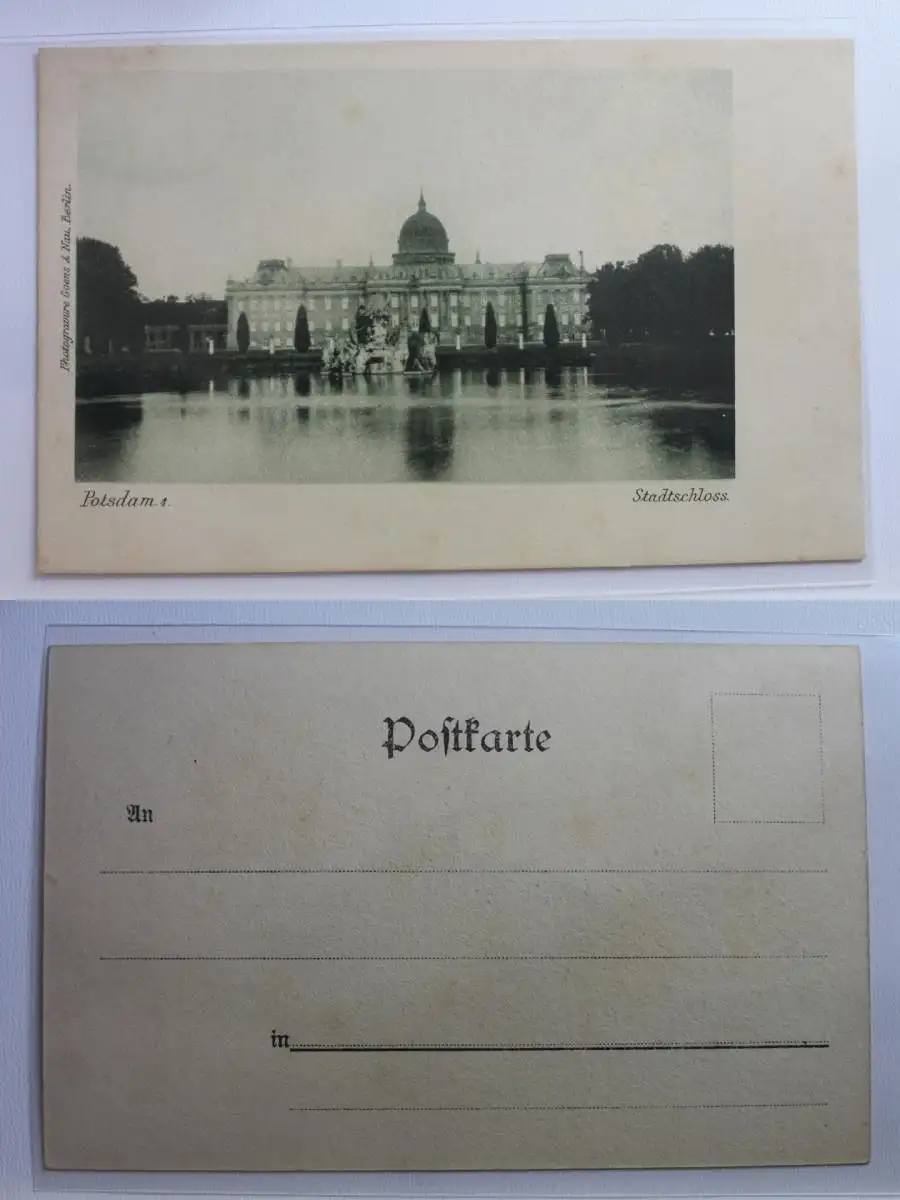 Photogravure Goens & Nau, Berlin.
Potsdam 1.
Stadtschloss.
Poſtkarte
An
in